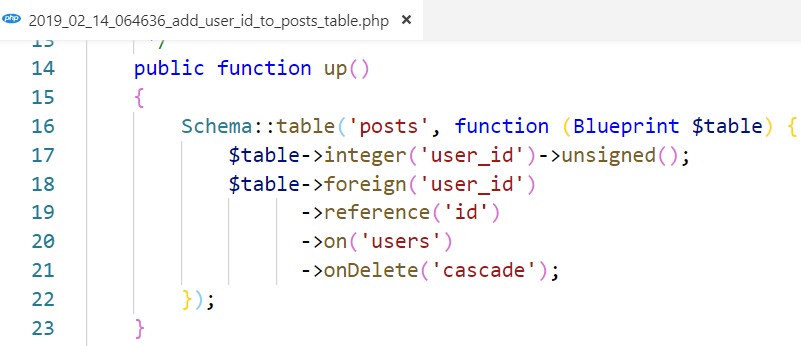 php 2019_02_14_064636_add_user_id_to_posts_table.php ×
13 */
14 public function up()
15 {
16 Schema::table('posts', function (Blueprint $table) {
17 $table->integer('user_id')->unsigned();
18 $table->foreign('user_id')
19 ->reference('id')
20 ->on('users')
21 ->onDelete('cascade');
22 });
23 }